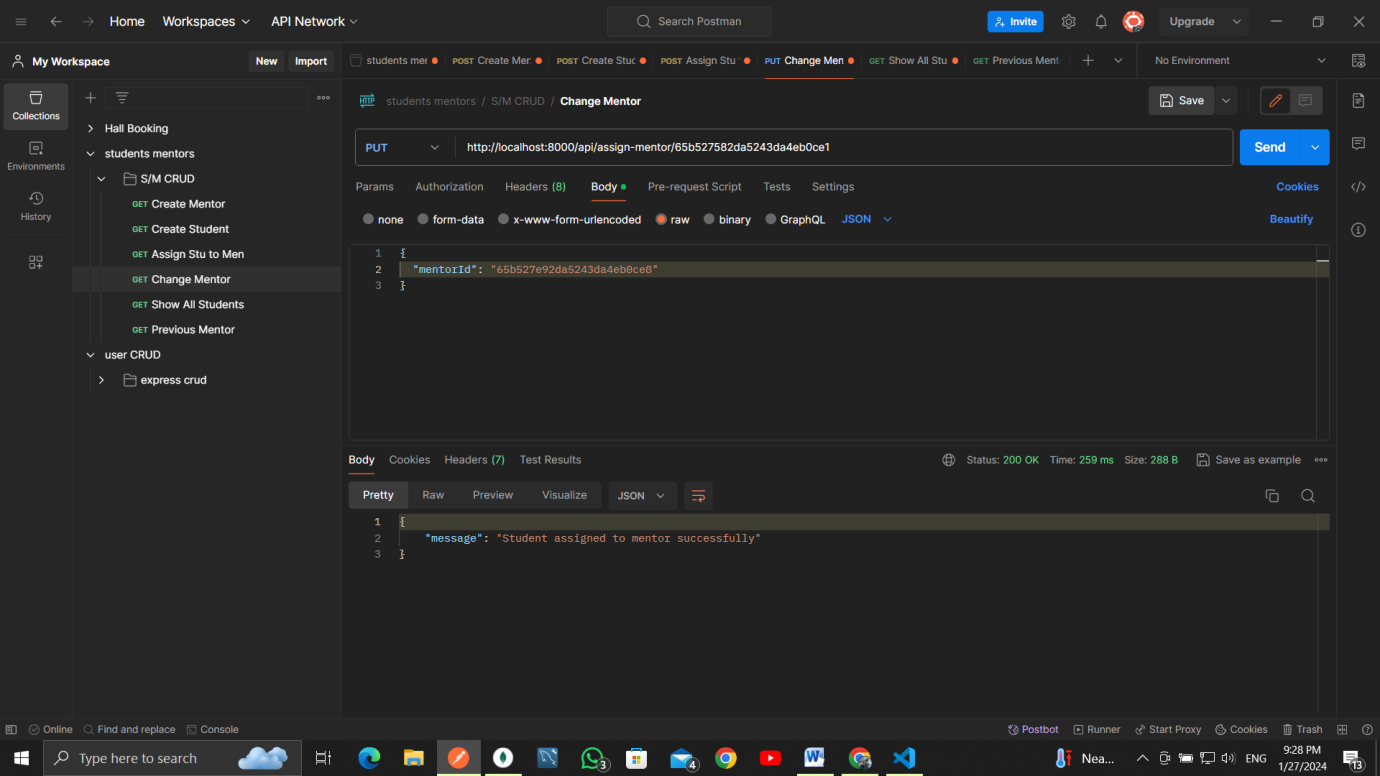 Home Workspaces API Network Search Postman Invite Upgrade
My Workspace New Import students mer POST Create Mer POST Create Stuc POST Assign Stu PUT Change Men GET Show All Stu GET Previous Ment No Environment
HTTP students mentors / S/M CRUD / Change Mentor Save
Collections
Environments
History
Hall Booking
students mentors
S/M CRUD
GET Create Mentor
GET Create Student
GET Assign Stu to Men
GET Change Mentor
GET Show All Students
GET Previous Mentor
user CRUD
express crud
PUT http://localhost:8000/api/assign-mentor/65b527582da5243da4eb0ce1 Send
Params Authorization Headers (8) Body Pre-request Script Tests Settings Cookies
none form-data x-www-form-urlencoded raw binary GraphQL JSON Beautify
1 {
2 "mentorId": "65b527e92da5243da4eb0ce8"
3 }
Body Cookies Headers (7) Test Results Status: 200 OK Time: 259 ms Size: 288 B Save as example
Pretty Raw Preview Visualize JSON
1 {
2 "message": "Student assigned to mentor successfully"
3 }
Online Find and replace Console Postbot Runner Start Proxy Cookies Trash
Type here to search 3 4 Nea... ENG 9:28 PM 13
1/27/2024